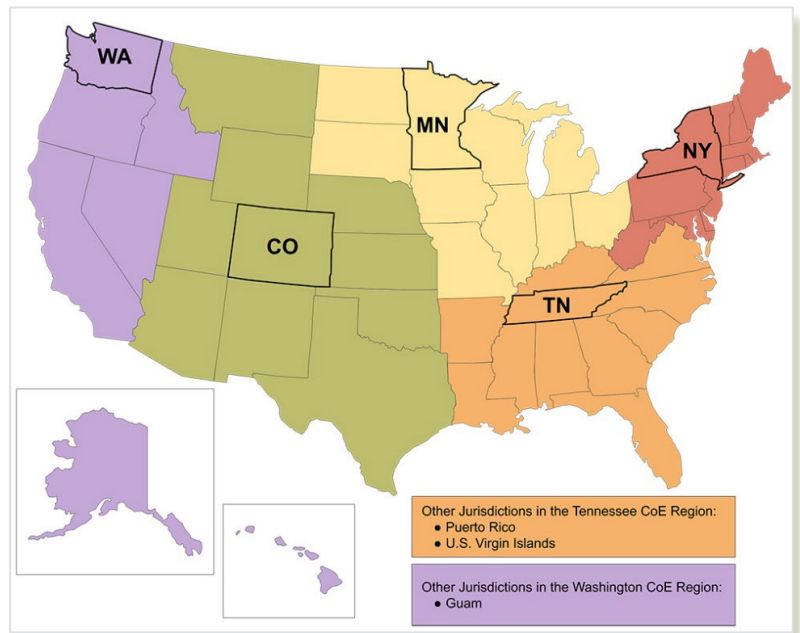 WA
MN
NY
CO
TN
Other Jurisdictions in the Tennessee CoE Region:
● Puerto Rico
● U.S. Virgin Islands
Other Jurisdictions in the Washington CoE Region:
● Guam